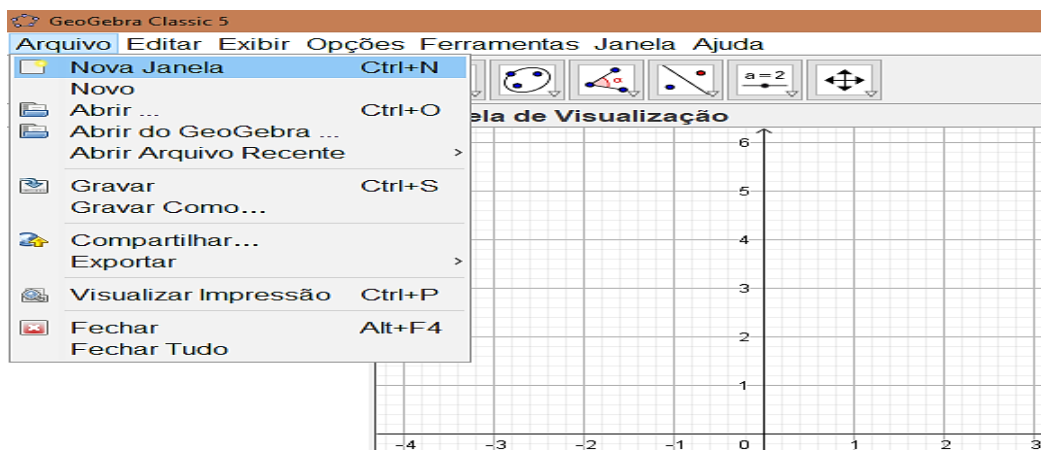 GeoGebra Classic 5
Arquivo Editar Exibir Opções Ferramentas Janela Ajuda
Nova Janela Ctrl+N
Novo
Abrir ... Ctrl+O
Abrir do GeoGebra ...
Abrir Arquivo Recente >
Gravar Ctrl+S
Gravar Como...
Compartilhar...
Exportar >
Visualizar Impressão Ctrl+P
Fechar Alt+F4
Fechar Tudo
α
a = 2
ela de Visualização
6
5
4
3
2
1
-4 -3 -2 -1 0 1 2 3